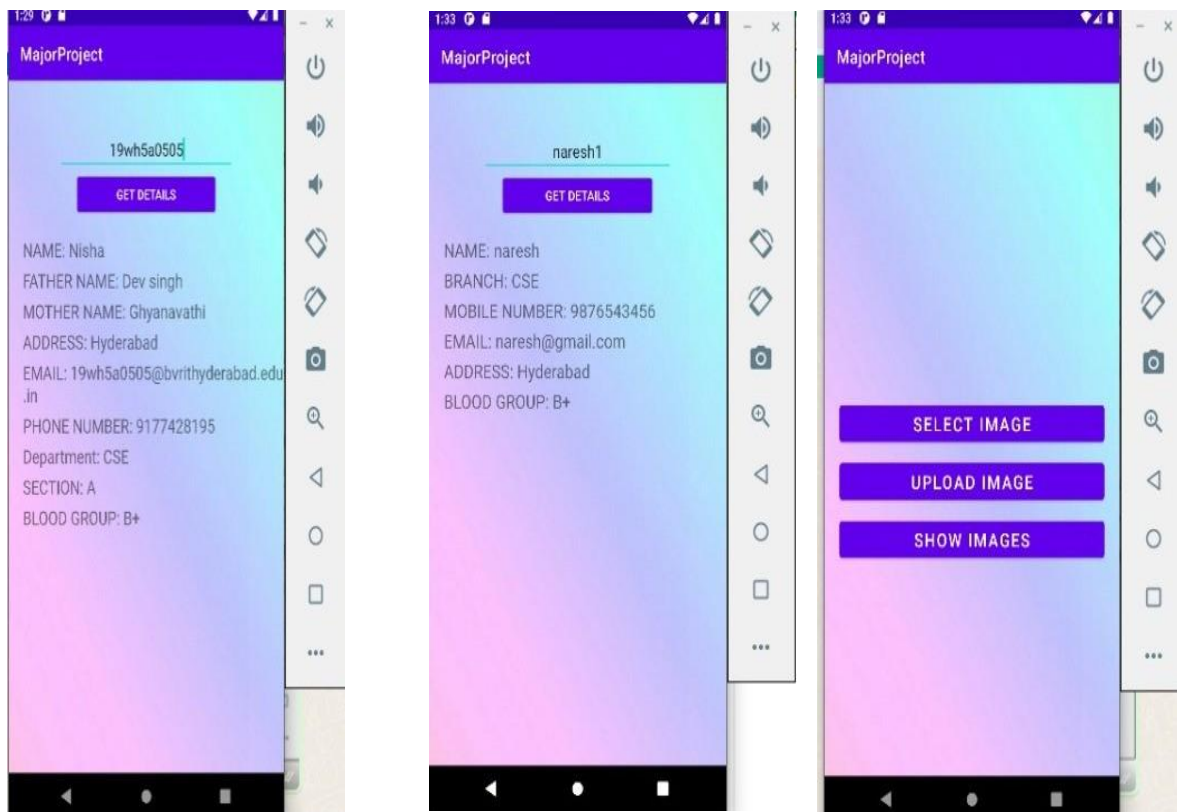 1:29
MajorProject
19wh5a0505
GET DETAILS
NAME: Nisha
FATHER NAME: Dev singh
MOTHER NAME: Ghyanavathi
ADDRESS: Hyderabad
EMAIL: 19wh5a0505@bvrithyderabad.edu
.in
PHONE NUMBER: 9177428195
Department: CSE
SECTION: A
BLOOD GROUP: B+
1:33
MajorProject
naresh1
GET DETAILS
NAME: naresh
BRANCH: CSE
MOBILE NUMBER: 9876543456
EMAIL: naresh@gmail.com
ADDRESS: Hyderabad
BLOOD GROUP: B+
1:33
MajorProject
SELECT IMAGE
UPLOAD IMAGE
SHOW IMAGES